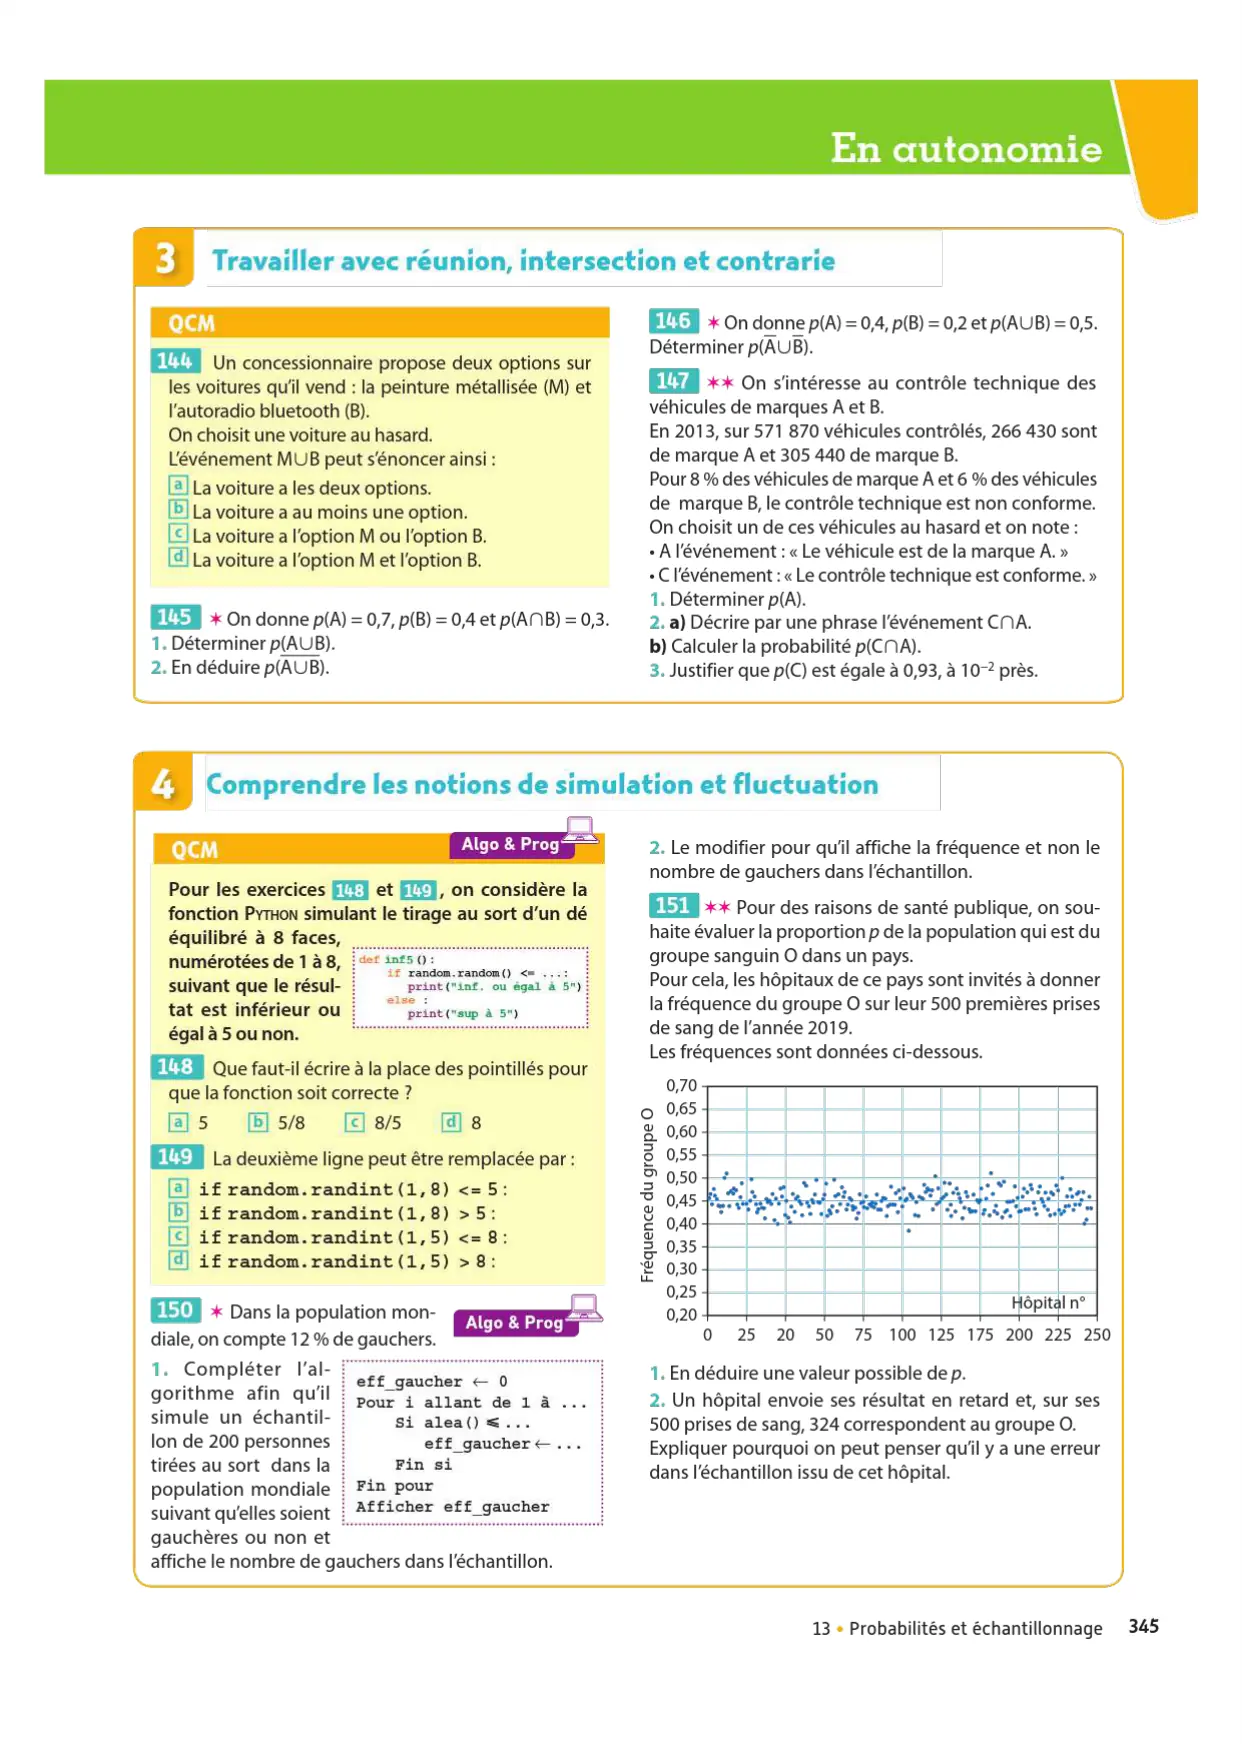 En autonomie
3 Travailler avec réunion, intersection et contrarie
QCM
144 Un concessionnaire propose deux options sur
les voitures qu'il vend : la peinture métallisée (M) et
l'autoradio bluetooth (B).
On choisit une voiture au hasard.
L'événement M∪B peut s'énoncer ainsi :
a La voiture a les deux options.
b La voiture a au moins une option.
c La voiture a l'option M ou l'option B.
d La voiture a l'option M et l'option B.
145 ✶ On donne p(A) = 0,7, p(B) = 0,4 et p(A∩B) = 0,3.
1. Déterminer p(A∪B).
2. En déduire p(A̅∪̅B̅).
146 ✶ On donne p(A) = 0,4, p(B) = 0,2 et p(A∪B) = 0,5.
Déterminer p(A̅∪B̅).
147 ✶✶ On s'intéresse au contrôle technique des
véhicules de marques A et B.
En 2013, sur 571 870 véhicules contrôlés, 266 430 sont
de marque A et 305 440 de marque B.
Pour 8 % des véhicules de marque A et 6 % des véhicules
de marque B, le contrôle technique est non conforme.
On choisit un de ces véhicules au hasard et on note :
• A l'événement : « Le véhicule est de la marque A. »
• C l'événement : « Le contrôle technique est conforme. »
1. Déterminer p(A).
2. a) Décrire par une phrase l'événement C∩A.
b) Calculer la probabilité p(C∩A).
3. Justifier que p(C) est égale à 0,93, à 10⁻² près.
4 Comprendre les notions de simulation et fluctuation
QCM
Algo & Prog
Pour les exercices 148 et 149, on considère la
fonction PYTHON simulant le tirage au sort d'un dé
équilibré à 8 faces,
numérotées de 1 à 8,
suivant que le résul-
tat est inférieur ou
égal à 5 ou non.
def inf5():
if random.random() <= ...:
print("inf. ou égal à 5")
else :
print("sup à 5")
148 Que faut-il écrire à la place des pointillés pour
que la fonction soit correcte ?
a 5 b 5/8 c 8/5 d 8
149 La deuxième ligne peut être remplacée par :
a if random.randint(1,8) <= 5:
b if random.randint(1,8) > 5:
c if random.randint(1,5) <= 8:
d if random.randint(1,5) > 8:
150 ✶ Dans la population mon-
diale, on compte 12 % de gauchers.
Algo & Prog
1. Compléter l'al-
gorithme afin qu'il
simule un échantil-
lon de 200 personnes
tirées au sort dans la
population mondiale
suivant qu'elles soient
gauchères ou non et
affiche le nombre de gauchers dans l'échantillon.
eff_gaucher ← 0
Pour i allant de 1 à ...
Si alea() ⩽ ...
eff_gaucher ← ...
Fin si
Fin pour
Afficher eff_gaucher
2. Le modifier pour qu'il affiche la fréquence et non le
nombre de gauchers dans l'échantillon.
151 ✶✶ Pour des raisons de santé publique, on sou-
haite évaluer la proportion p de la population qui est du
groupe sanguin O dans un pays.
Pour cela, les hôpitaux de ce pays sont invités à donner
la fréquence du groupe O sur leur 500 premières prises
de sang de l'année 2019.
Les fréquences sont données ci-dessous.
Fréquence du groupe O
0,70
0,65
0,60
0,55
0,50
0,45
0,40
0,35
0,30
0,25
0,20
Hôpital n°
0 25 20 50 75 100 125 175 200 225 250
1. En déduire une valeur possible de p.
2. Un hôpital envoie ses résultat en retard et, sur ses
500 prises de sang, 324 correspondent au groupe O.
Expliquer pourquoi on peut penser qu'il y a une erreur
dans l'échantillon issu de cet hôpital.
13 • Probabilités et échantillonnage 345